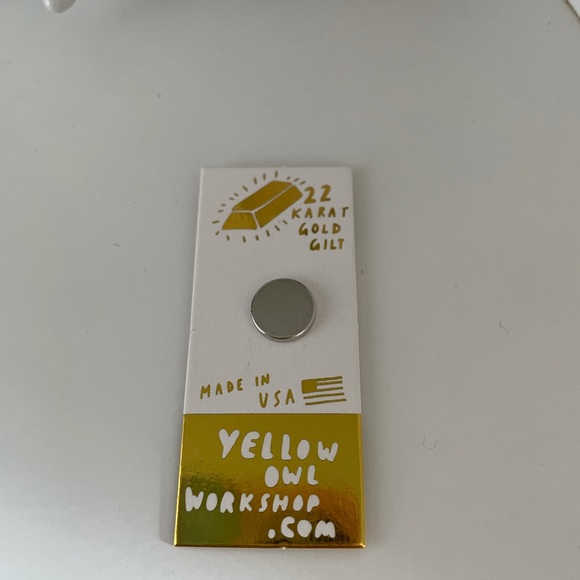 22
KARAT
GOLD
GILT
MADE IN
USA
YELLOW
OWL
WORKSHOP
.COM